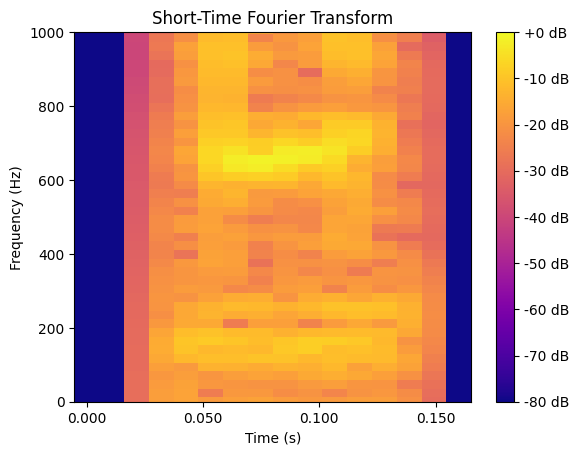 Short-Time Fourier Transform
1000
800
600
400
200
0
Frequency (Hz)
0.000
0.050
0.100
0.150
Time (s)
+0 dB
-10 dB
-20 dB
-30 dB
-40 dB
-50 dB
-60 dB
-70 dB
-80 dB